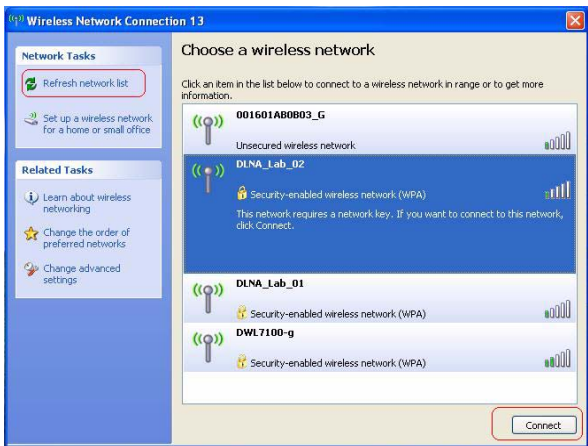 Wireless Network Connection 13
Network Tasks
Refresh network list
Set up a wireless network
for a home or small office
Related Tasks
Learn about wireless
networking
Change the order of
preferred networks
Change advanced
settings
Choose a wireless network
Click an item in the list below to connect to a wireless network in range or to get more
information.
001601AB0B03_G
Unsecured wireless network
DLNA_Lab_02
Security-enabled wireless network (WPA)
This network requires a network key. If you want to connect to this network,
click Connect.
DLNA_Lab_01
Security-enabled wireless network (WPA)
DWL7100-g
Security-enabled wireless network (WPA)
Connect